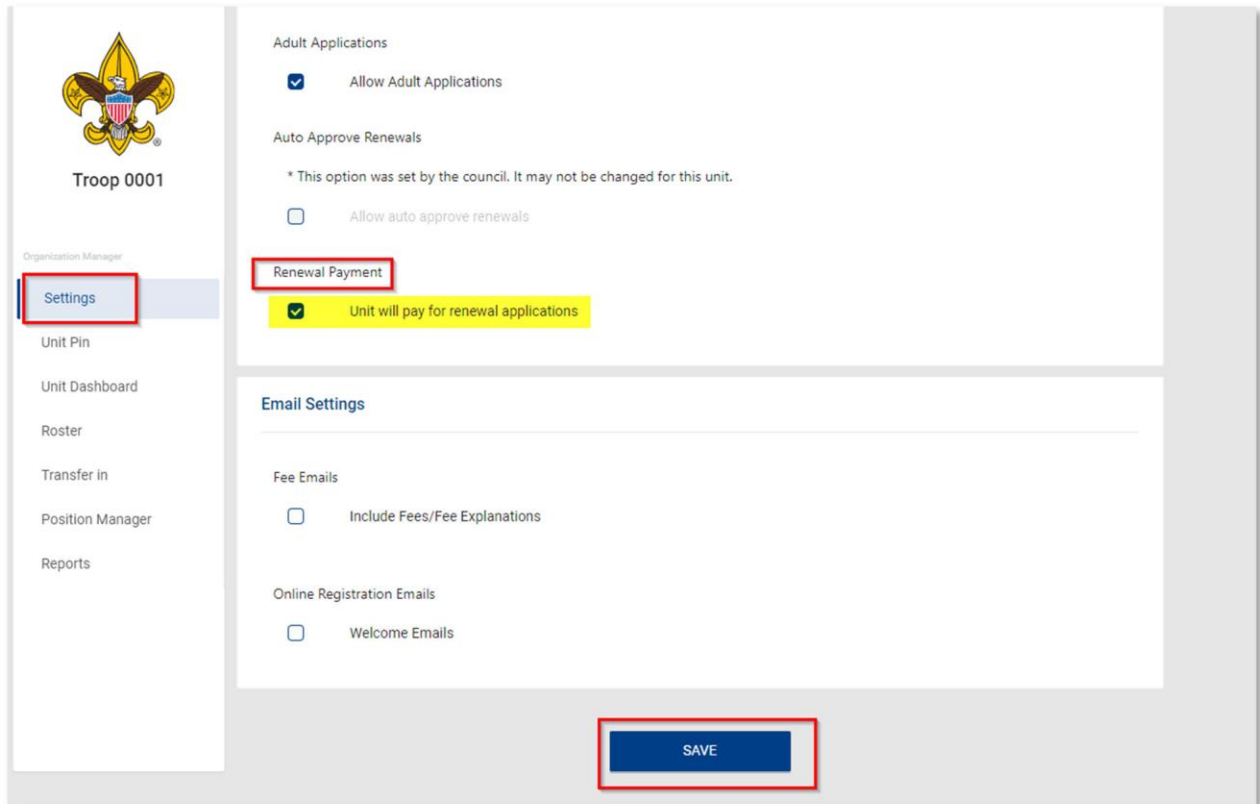 Troop 0001
Organization Manager
Settings
Unit Pin
Unit Dashboard
Roster
Transfer in
Position Manager
Reports
Adult Applications
Allow Adult Applications
Auto Approve Renewals
* This option was set by the council. It may not be changed for this unit.
Allow auto approve renewals
Renewal Payment
Unit will pay for renewal applications
Email Settings
Fee Emails
Include Fees/Fee Explanations
Online Registration Emails
Welcome Emails
SAVE